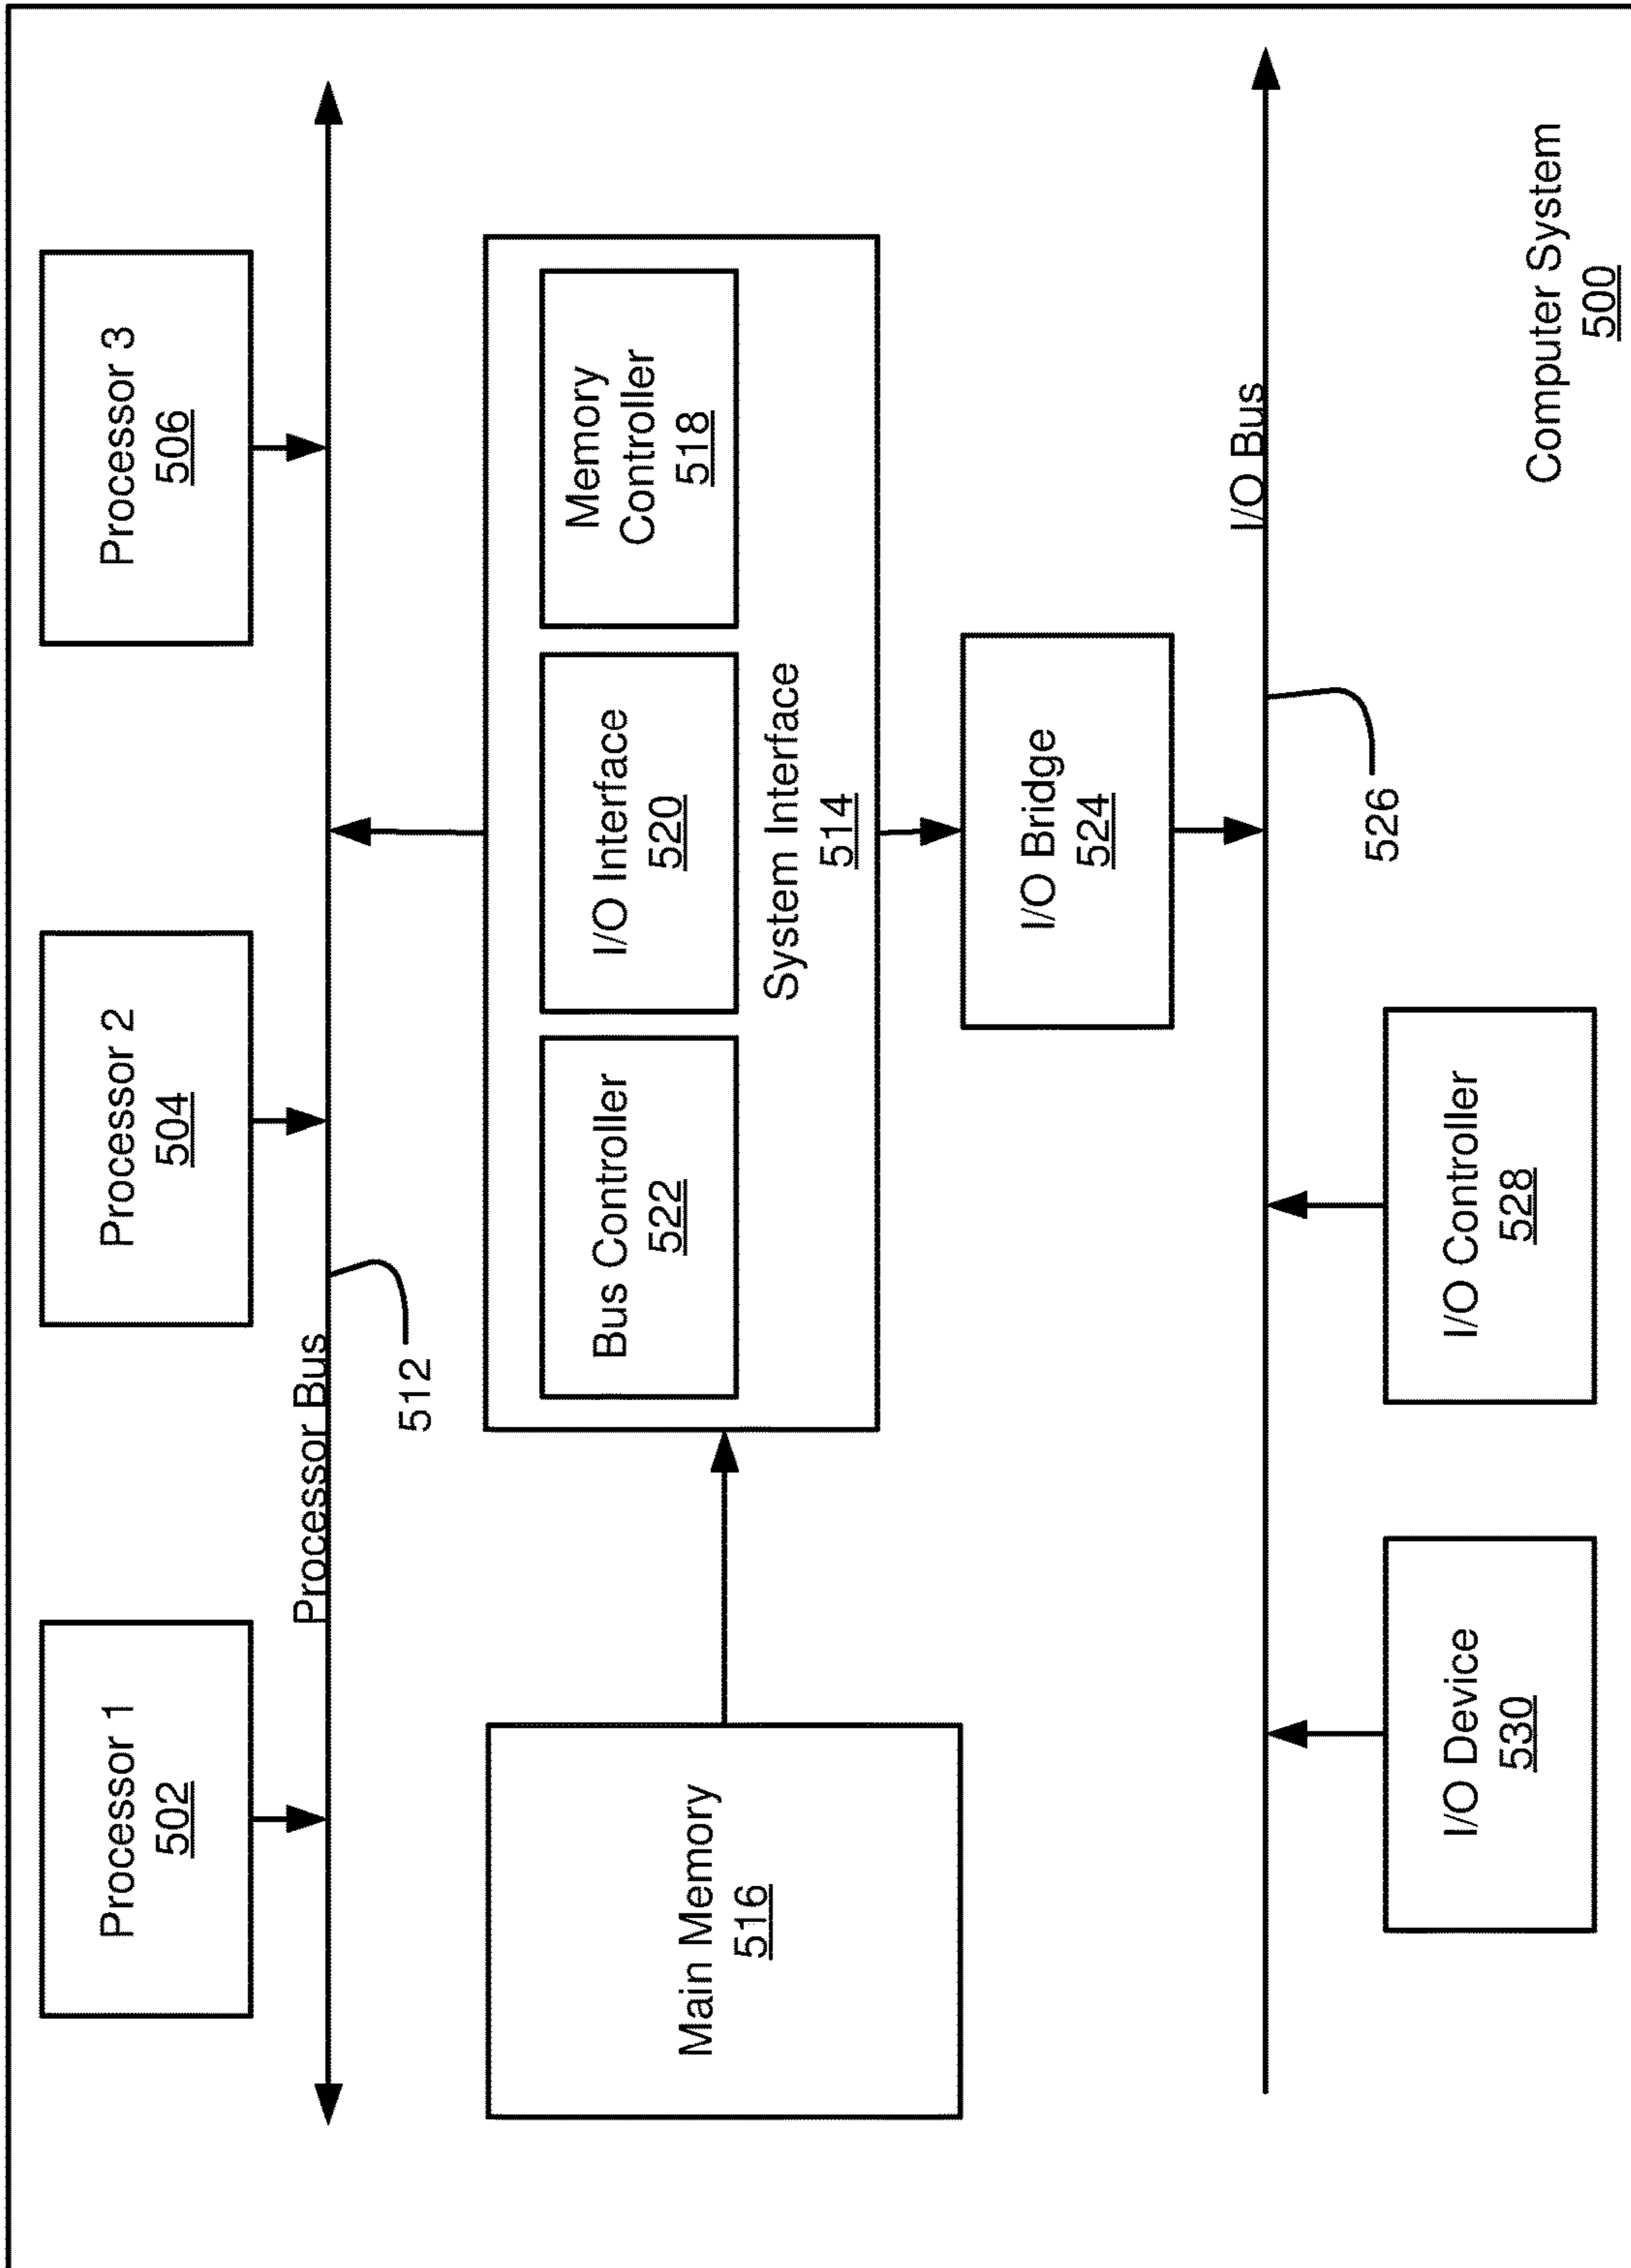 Processor 1
502
Processor 2
504
Processor 3
506
Processor Bus
512
Main Memory
516
Bus Controller
522
I/O Interface
520
Memory
Controller
518
System Interface
514
I/O Bridge
524
I/O Bus
526
I/O Device
530
I/O Controller
528
Computer System
500